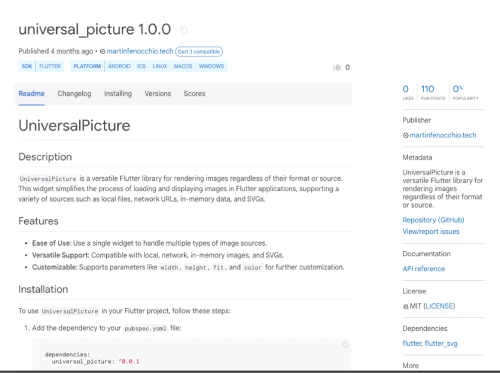 universal_picture 1.0.0
Published 4 months ago • martinfenocchio.tech Dart 3 compatible
SDK FLUTTER PLATFORM ANDROID IOS LINUX MACOS WINDOWS
0
Readme Changelog Installing Versions Scores
UniversalPicture
Description
UniversalPicture is a versatile Flutter library for rendering images regardless of their format or source.
This widget simplifies the process of loading and displaying images in Flutter applications, supporting a
variety of sources such as local files, network URLs, in-memory data, and SVGs.
Features
• Ease of Use: Use a single widget to handle multiple types of image sources.
• Versatile Support: Compatible with local, network, in-memory images, and SVGs.
• Customizable: Supports parameters like width, height, fit, and color for further customization.
Installation
To use UniversalPicture in your Flutter project, follow these steps:
1. Add the dependency to your pubspec.yaml file:
dependencies:
universal_picture: ^0.0.1
0 110 0%
LIKES PUB POINTS POPULARITY
Publisher
martinfenocchio.tech
Metadata
UniversalPicture is a
versatile Flutter library for
rendering images
regardless of their format
or source.
Repository (GitHub)
View/report issues
Documentation
API reference
License
MIT (LICENSE)
Dependencies
flutter, flutter_svg
More